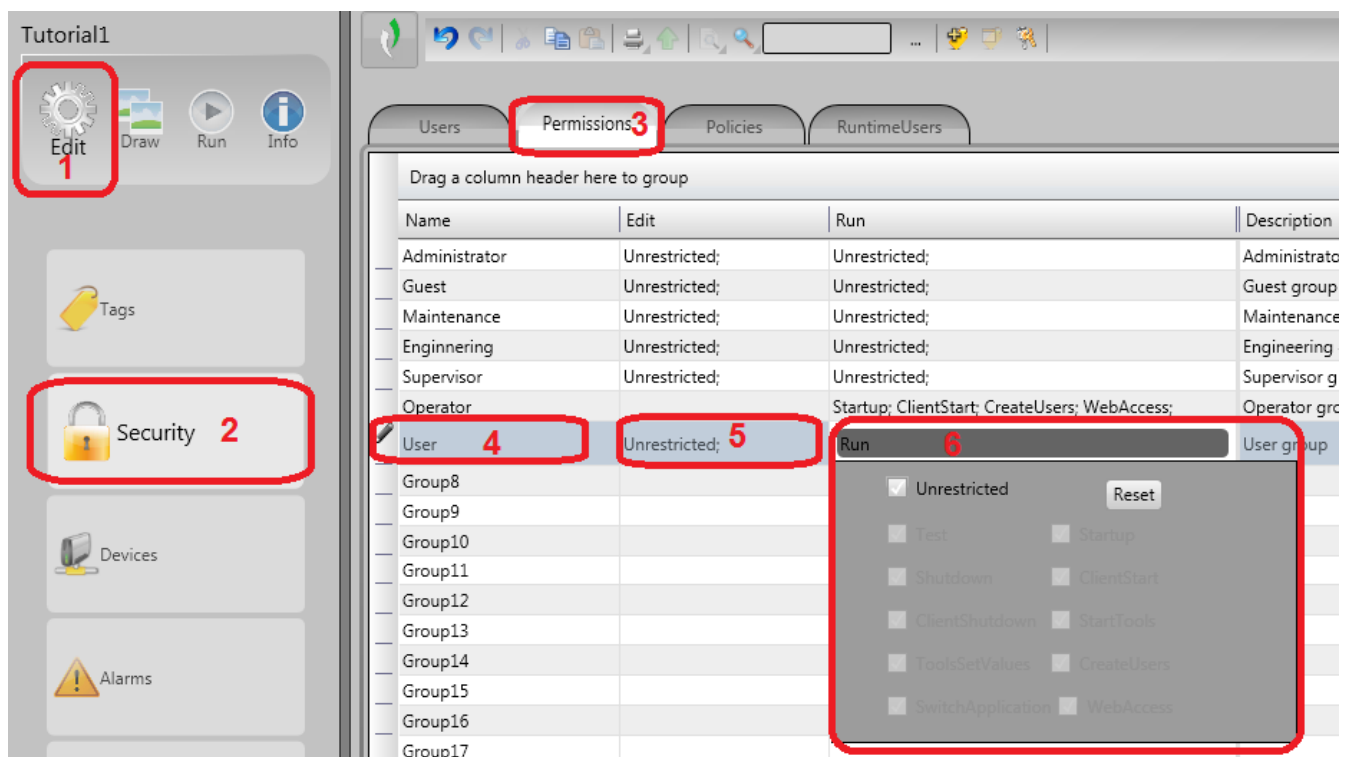 Tutorial1
Edit Draw Run Info
1
Tags
Security 2
Devices
Alarms
...
Users Permissions 3 Policies RuntimeUsers
Drag a column header here to group
Name Edit Run Description
Administrator Unrestricted; Unrestricted; Administrato
Guest Unrestricted; Unrestricted; Guest group
Maintenance Unrestricted; Unrestricted; Maintenance
Enginnering Unrestricted; Unrestricted; Engineering
Supervisor Unrestricted; Unrestricted; Supervisor g
Operator Startup; ClientStart; CreateUsers; WebAccess; Operator gro
User 4 Unrestricted; 5 Run 6 User group
Unrestricted Reset
Test Startup
Shutdown ClientStart
ClientShutdown StartTools
ToolsSetValues CreateUsers
SwitchApplication WebAccess
Group8
Group9
Group10
Group11
Group12
Group13
Group14
Group15
Group16
Group17